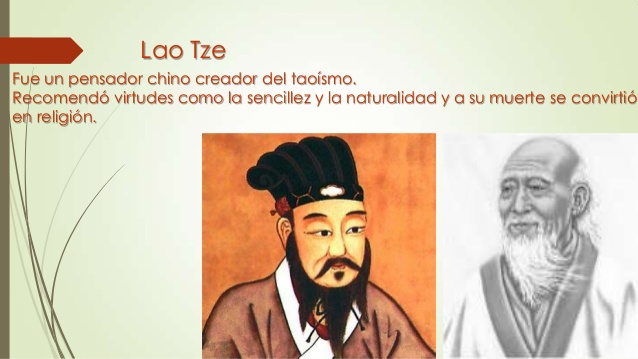 Lao Tze
Fue un pensador chino creador del taoísmo.
Recomendó virtudes como la sencillez y la naturalidad y a su muerte se convirtió
en religión.